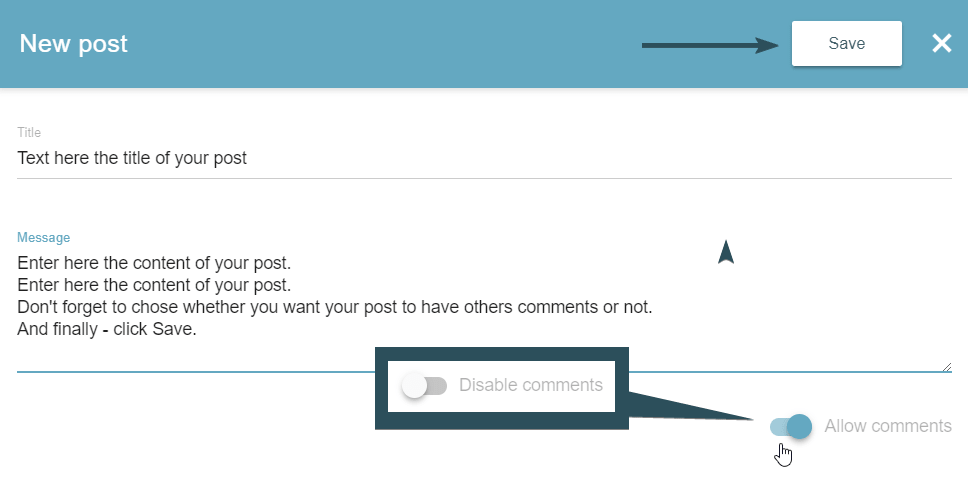 New post
Save
Title
Text here the title of your post
Message
Enter here the content of your post.
Enter here the content of your post.
Don't forget to chose whether you want your post to have others comments or not.
And finally - click Save.
Disable comments
Allow comments